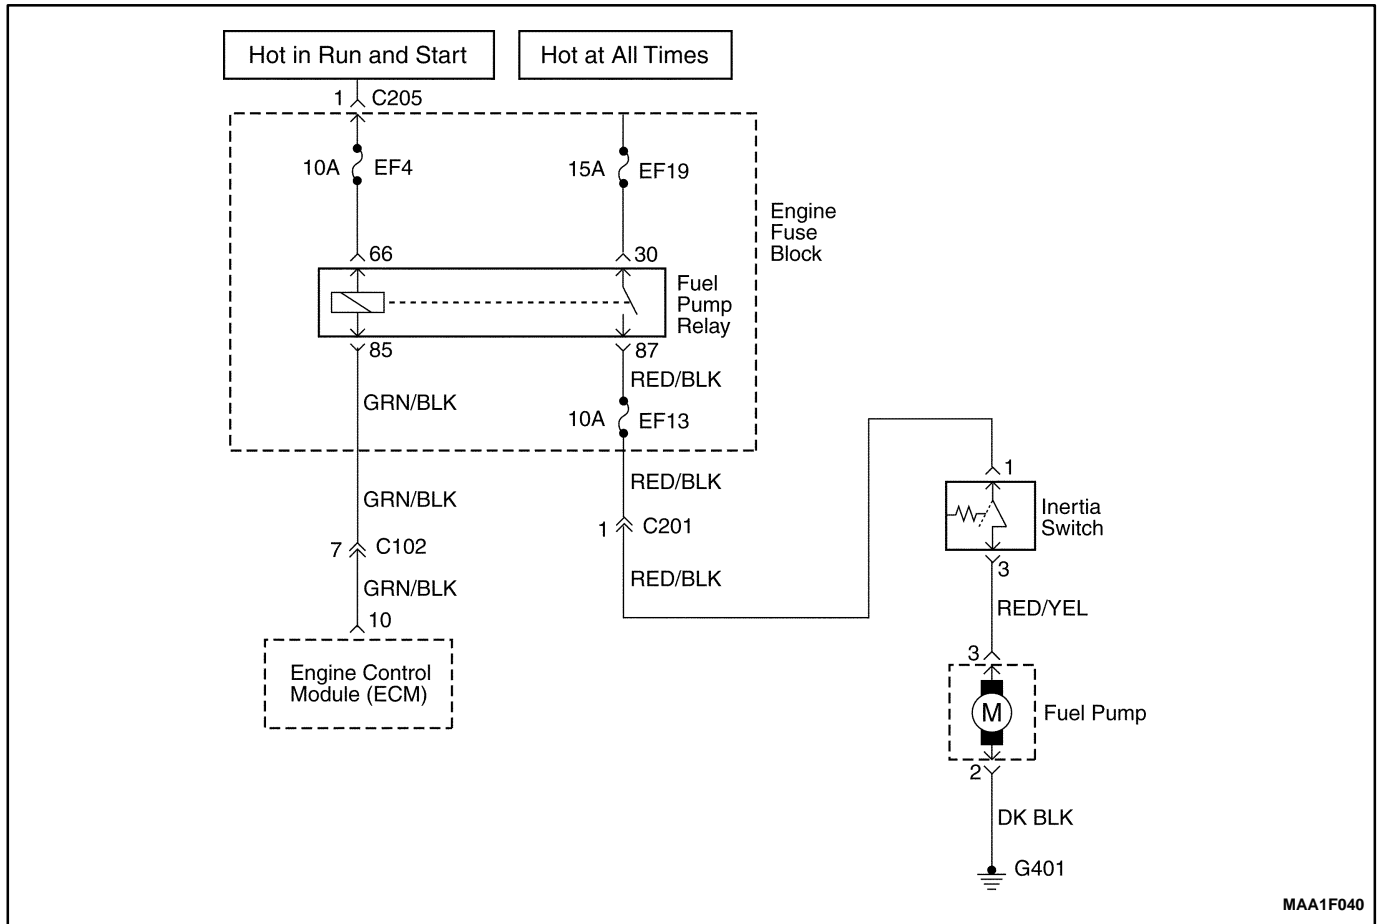 Hot in Run and Start
Hot at All Times
1
C205
10A
EF4
15A
EF19
Engine
Fuse
Block
66
30
Fuel
Pump
Relay
85
87
RED/BLK
GRN/BLK
10A
EF13
GRN/BLK
RED/BLK
1
C201
7
C102
GRN/BLK
RED/BLK
10
Engine Control
Module (ECM)
1
Inertia
Switch
3
RED/YEL
3
M
Fuel Pump
2
DK BLK
G401
MAA1F040